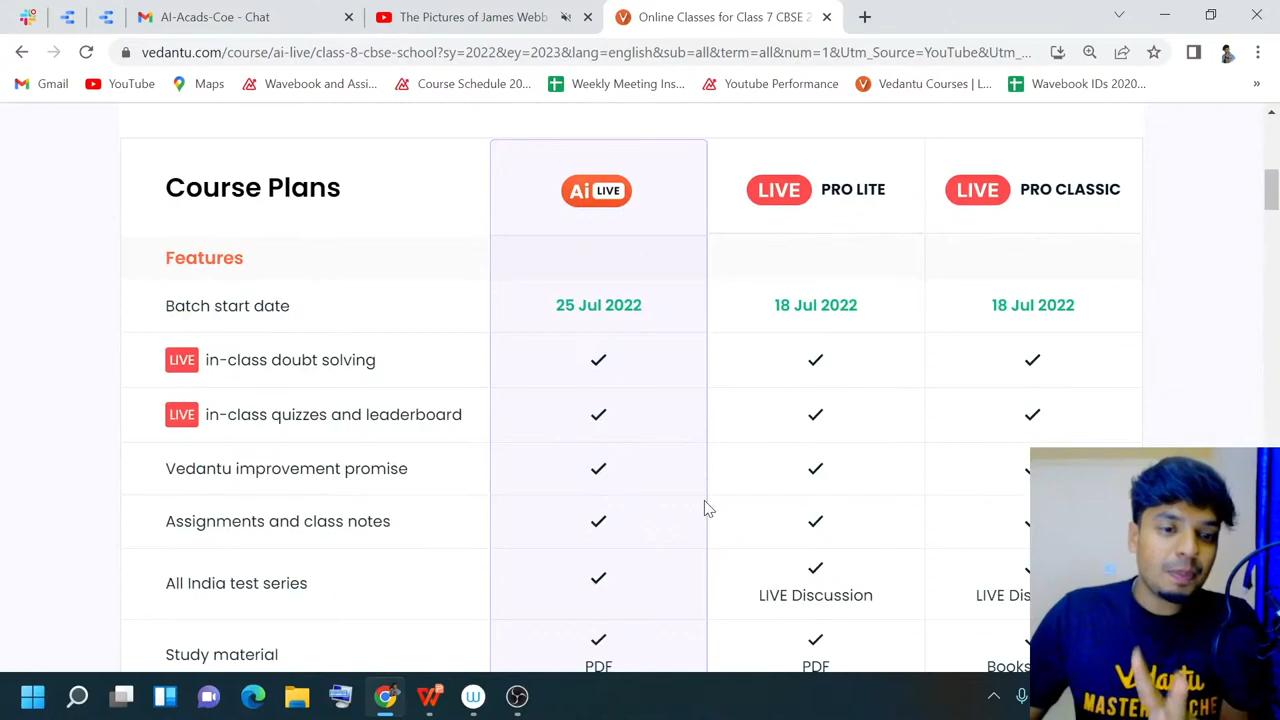 AI-Acads-Coe - Chat
The Pictures of James Webb
Online Classes for Class 7 CBSE 2
vedantu.com/course/ai-live/class-8-cbse-school?sy=2022&ey=2023&lang=english&sub=all&term=all&num=1&Utm_Source=YouTube&Utm_...
Gmail
YouTube
Maps
Wavebook and Assi...
Course Schedule 20...
Weekly Meeting Ins...
Youtube Performance
Vedantu Courses | L...
Wavebook IDs 2020...
Course Plans
Ai LIVE
LIVE PRO LITE
LIVE PRO CLASSIC
Features
Batch start date
25 Jul 2022
18 Jul 2022
18 Jul 2022
LIVE in-class doubt solving
LIVE in-class quizzes and leaderboard
Vedantu improvement promise
Assignments and class notes
All India test series
LIVE Discussion
LIVE Dis
Study material
PDF
PDF
Books
Vedantu
MASTER